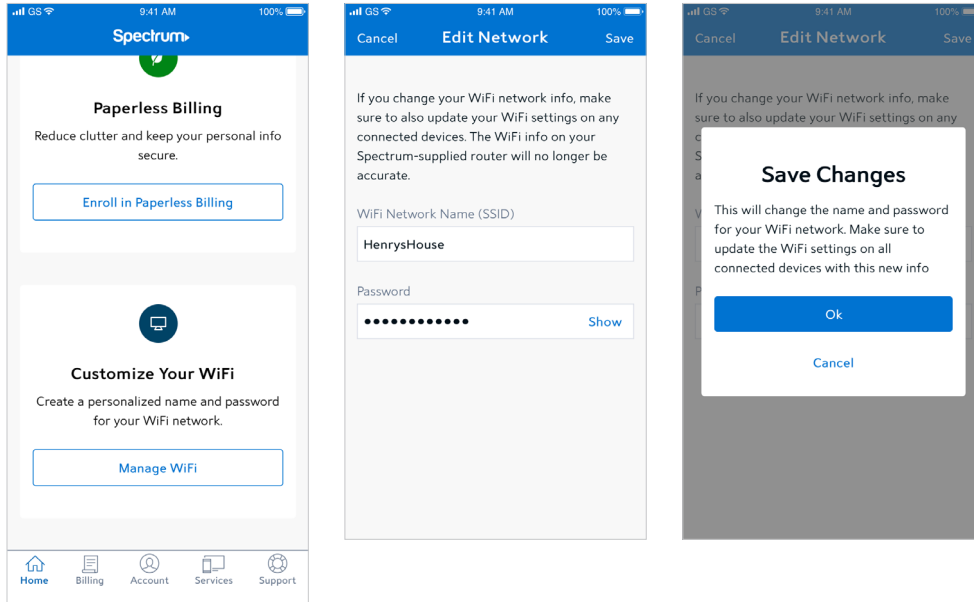 GS 9:41 AM 100%
Spectrum
Paperless Billing
Reduce clutter and keep your personal info
secure.
Enroll in Paperless Billing
Customize Your WiFi
Create a personalized name and password
for your WiFi network.
Manage WiFi
Home Billing Account Services Support
GS 9:41 AM 100%
Cancel Edit Network Save
If you change your WiFi network info, make
sure to also update your WiFi settings on any
connected devices. The WiFi info on your
Spectrum-supplied router will no longer be
accurate.
WiFi Network Name (SSID)
HenrysHouse
Password
●●●●●●●●●●●● Show
GS 9:41 AM 100%
Cancel Edit Network Save
If you change your WiFi network info, make
sure to also update your WiFi settings on any
Save Changes
This will change the name and password
for your WiFi network. Make sure to
update the WiFi settings on all
connected devices with this new info
Ok
Cancel